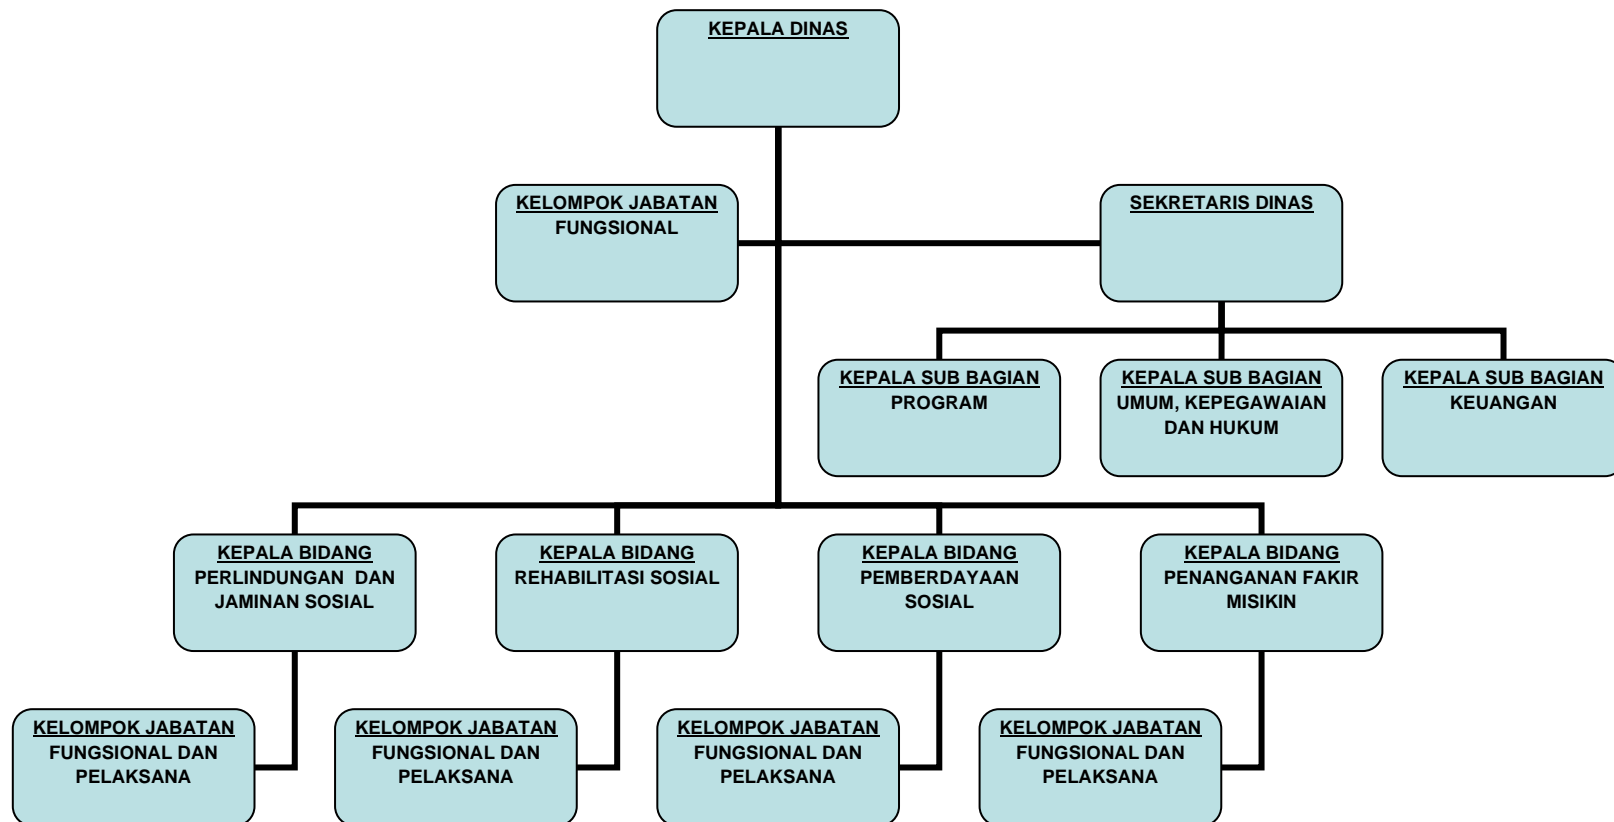 KEPALA DINAS
KELOMPOK JABATAN
FUNGSIONAL
SEKRETARIS DINAS
KEPALA SUB BAGIAN
PROGRAM
KEPALA SUB BAGIAN
UMUM, KEPEGAWAIAN
DAN HUKUM
KEPALA SUB BAGIAN
KEUANGAN
KEPALA BIDANG
PERLINDUNGAN  DAN
JAMINAN SOSIAL
KEPALA BIDANG
REHABILITASI SOSIAL
KEPALA BIDANG
PEMBERDAYAAN
SOSIAL
KEPALA BIDANG
PENANGANAN FAKIR
MISIKIN
KELOMPOK JABATAN
FUNGSIONAL DAN
PELAKSANA
KELOMPOK JABATAN
FUNGSIONAL DAN
PELAKSANA
KELOMPOK JABATAN
FUNGSIONAL DAN
PELAKSANA
KELOMPOK JABATAN
FUNGSIONAL DAN
PELAKSANA